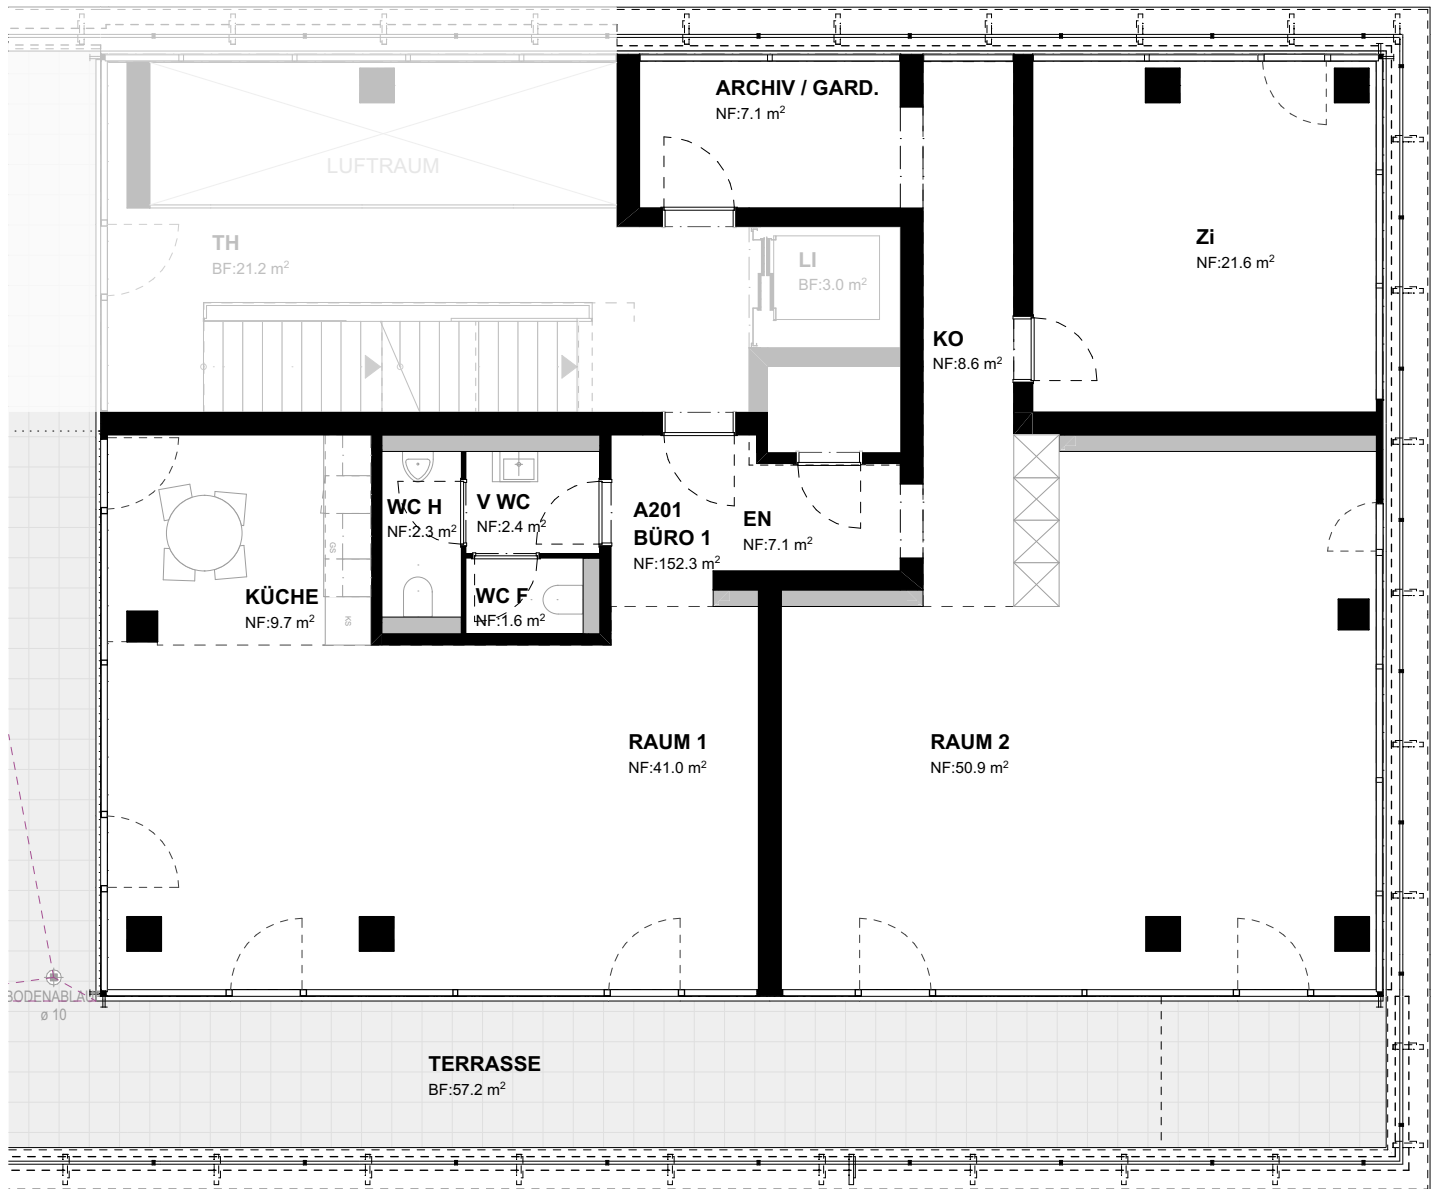 ARCHIV / GARD.
NF:7.1 m²
LUFTRAUM
TH
BF:21.2 m²
LI
BF:3.0 m²
Zi
NF:21.6 m²
KO
NF:8.6 m²
WC H
NF:2.3 m²
V WC
NF:2.4 m²
A201
BÜRO 1
NF:152.3 m²
EN
NF:7.1 m²
GS
KÜCHE
NF:9.7 m²
KS
WC F
NF:1.6 m²
RAUM 1
NF:41.0 m²
RAUM 2
NF:50.9 m²
ø 10
TERRASSE
BF:57.2 m²